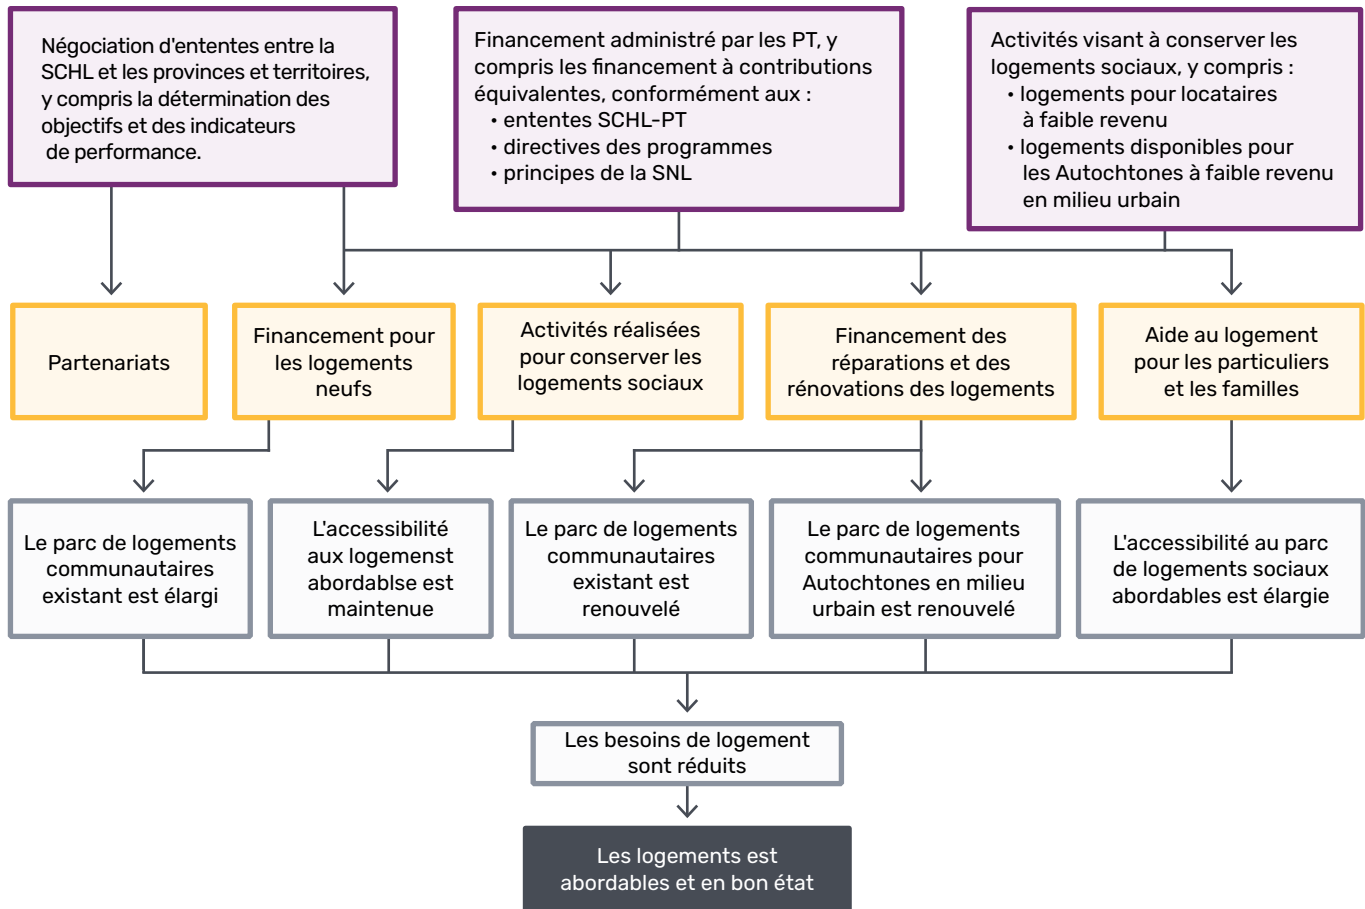 Négociation d'ententes entre la
SCHL et les provinces et territoires,
y compris la détermination des
objectifs et des indicateurs
de performance.
Financement administré par les PT, y
compris les financement à contributions
équivalentes, conformément aux :
• ententes SCHL-PT
• directives des programmes
• principes de la SNL
Activités visant à conserver les
logements sociaux, y compris :
• logements pour locataires
à faible revenu
• logements disponibles pour
les Autochtones à faible revenu
en milieu urbain
Partenariats
Financement pour
les logements
neufs
Activités réalisées
pour conserver les
logements sociaux
Financement des
réparations et des
rénovations des logements
Aide au logement
pour les particuliers
et les familles
Le parc de logements
communautaires
existant est élargi
L'accessibilité
aux logemenst
abordablse est
maintenue
Le parc de logements
communautaires
existant est
renouvelé
Le parc de logements
communautaires pour
Autochtones en milieu
urbain est renouvelé
L'accessibilité au parc
de logements sociaux
abordables est élargie
Les besoins de logement
sont réduits
Les logements est
abordables et en bon état